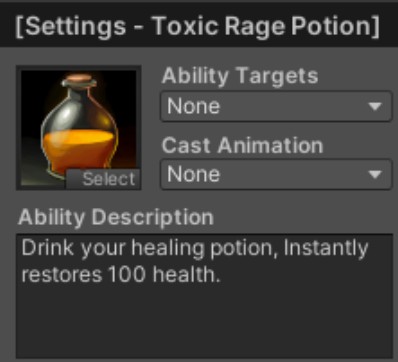 [Settings - Toxic Rage Potion]
Ability Targets
None
Cast Animation
None
Select
Ability Description
Drink your healing potion, Instantly
restores 100 health.